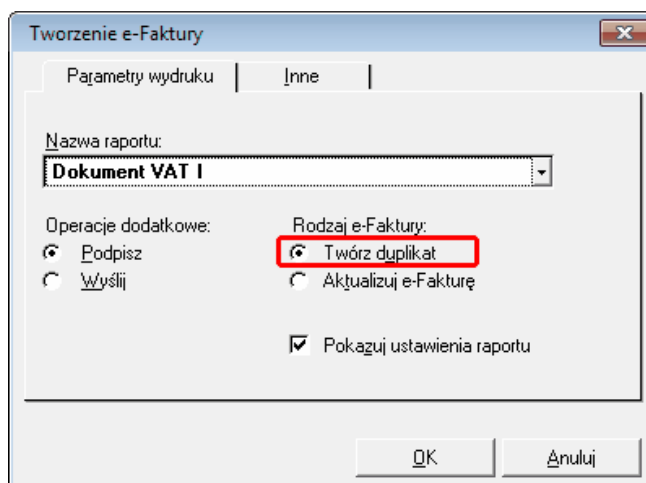 Tworzenie e-Faktury
Parametry wydruku Inne
Nazwa raportu:
Dokument VAT I
Operacje dodatkowe: Rodzaj e-Faktury:
Podpisz Twórz duplikat
Wyślij Aktualizuj e-Fakturę
Pokazuj ustawienia raportu
OK Anuluj